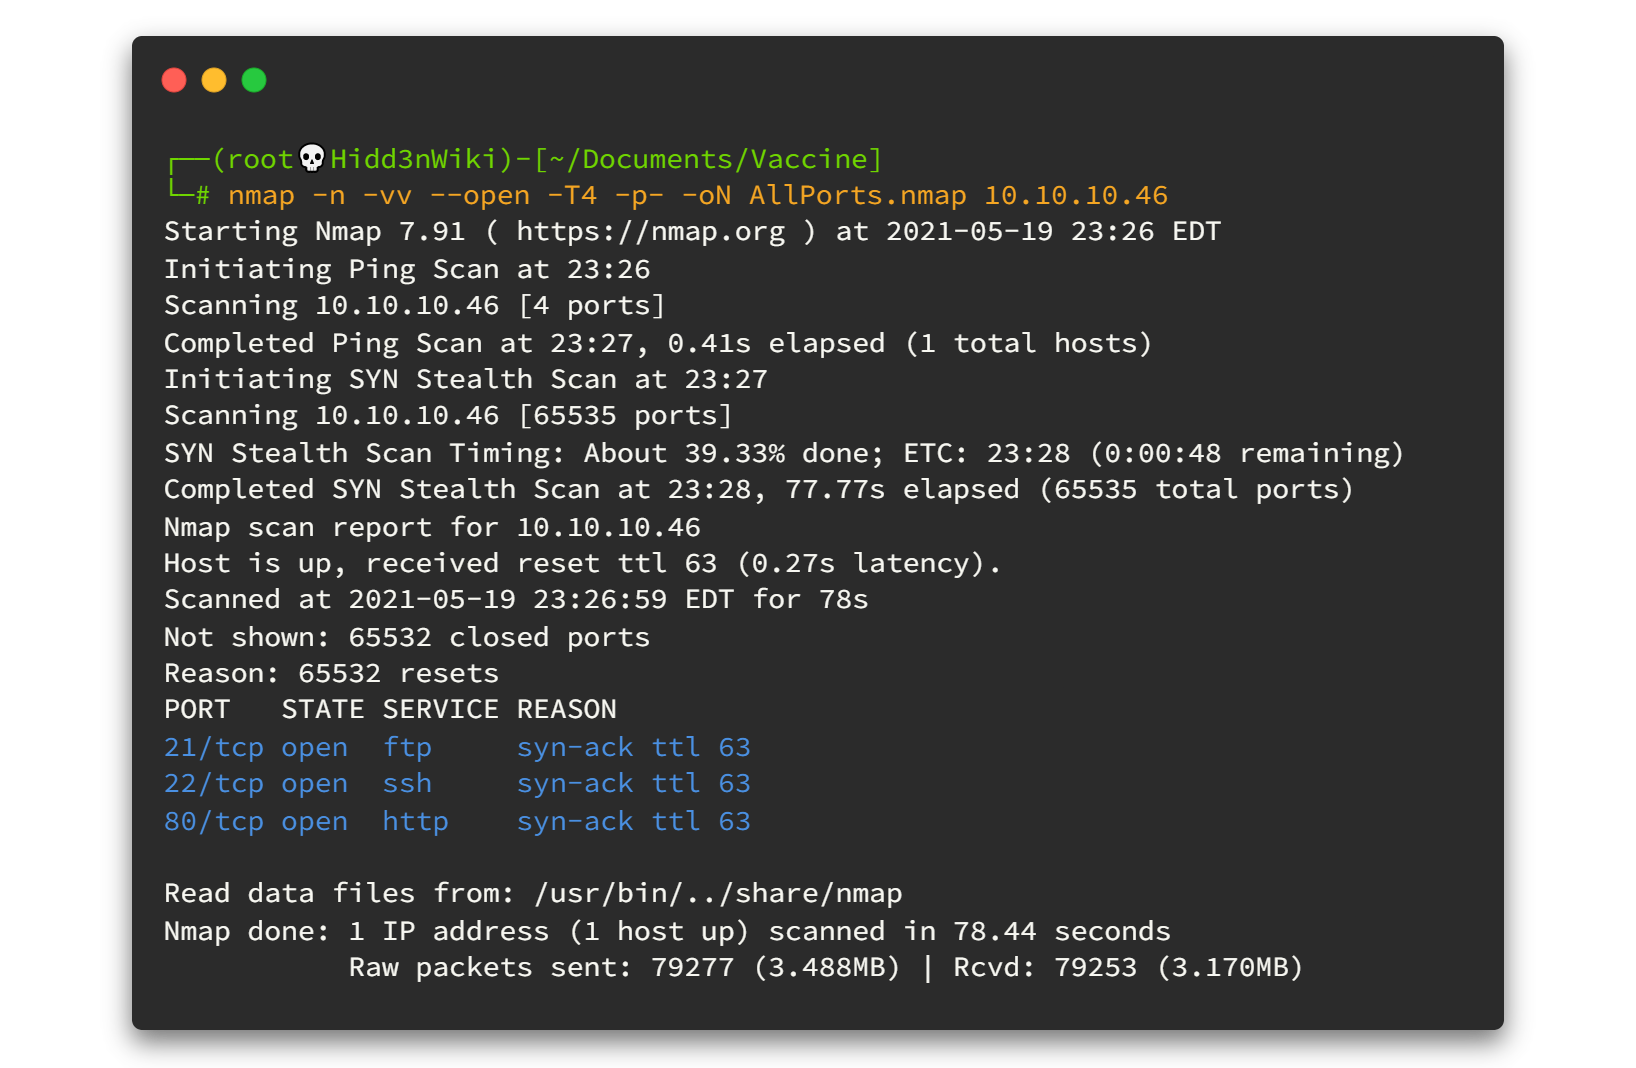 ┌──(root💀Hidd3nWiki)-[~/Documents/Vaccine]
└─# nmap -n -vv --open -T4 -p- -oN AllPorts.nmap 10.10.10.46
Starting Nmap 7.91 ( https://nmap.org ) at 2021-05-19 23:26 EDT
Initiating Ping Scan at 23:26
Scanning 10.10.10.46 [4 ports]
Completed Ping Scan at 23:27, 0.41s elapsed (1 total hosts)
Initiating SYN Stealth Scan at 23:27
Scanning 10.10.10.46 [65535 ports]
SYN Stealth Scan Timing: About 39.33% done; ETC: 23:28 (0:00:48 remaining)
Completed SYN Stealth Scan at 23:28, 77.77s elapsed (65535 total ports)
Nmap scan report for 10.10.10.46
Host is up, received reset ttl 63 (0.27s latency).
Scanned at 2021-05-19 23:26:59 EDT for 78s
Not shown: 65532 closed ports
Reason: 65532 resets
PORT   STATE SERVICE REASON
21/tcp open  ftp     syn-ack ttl 63
22/tcp open  ssh     syn-ack ttl 63
80/tcp open  http    syn-ack ttl 63
Read data files from: /usr/bin/../share/nmap
Nmap done: 1 IP address (1 host up) scanned in 78.44 seconds
           Raw packets sent: 79277 (3.488MB) | Rcvd: 79253 (3.170MB)